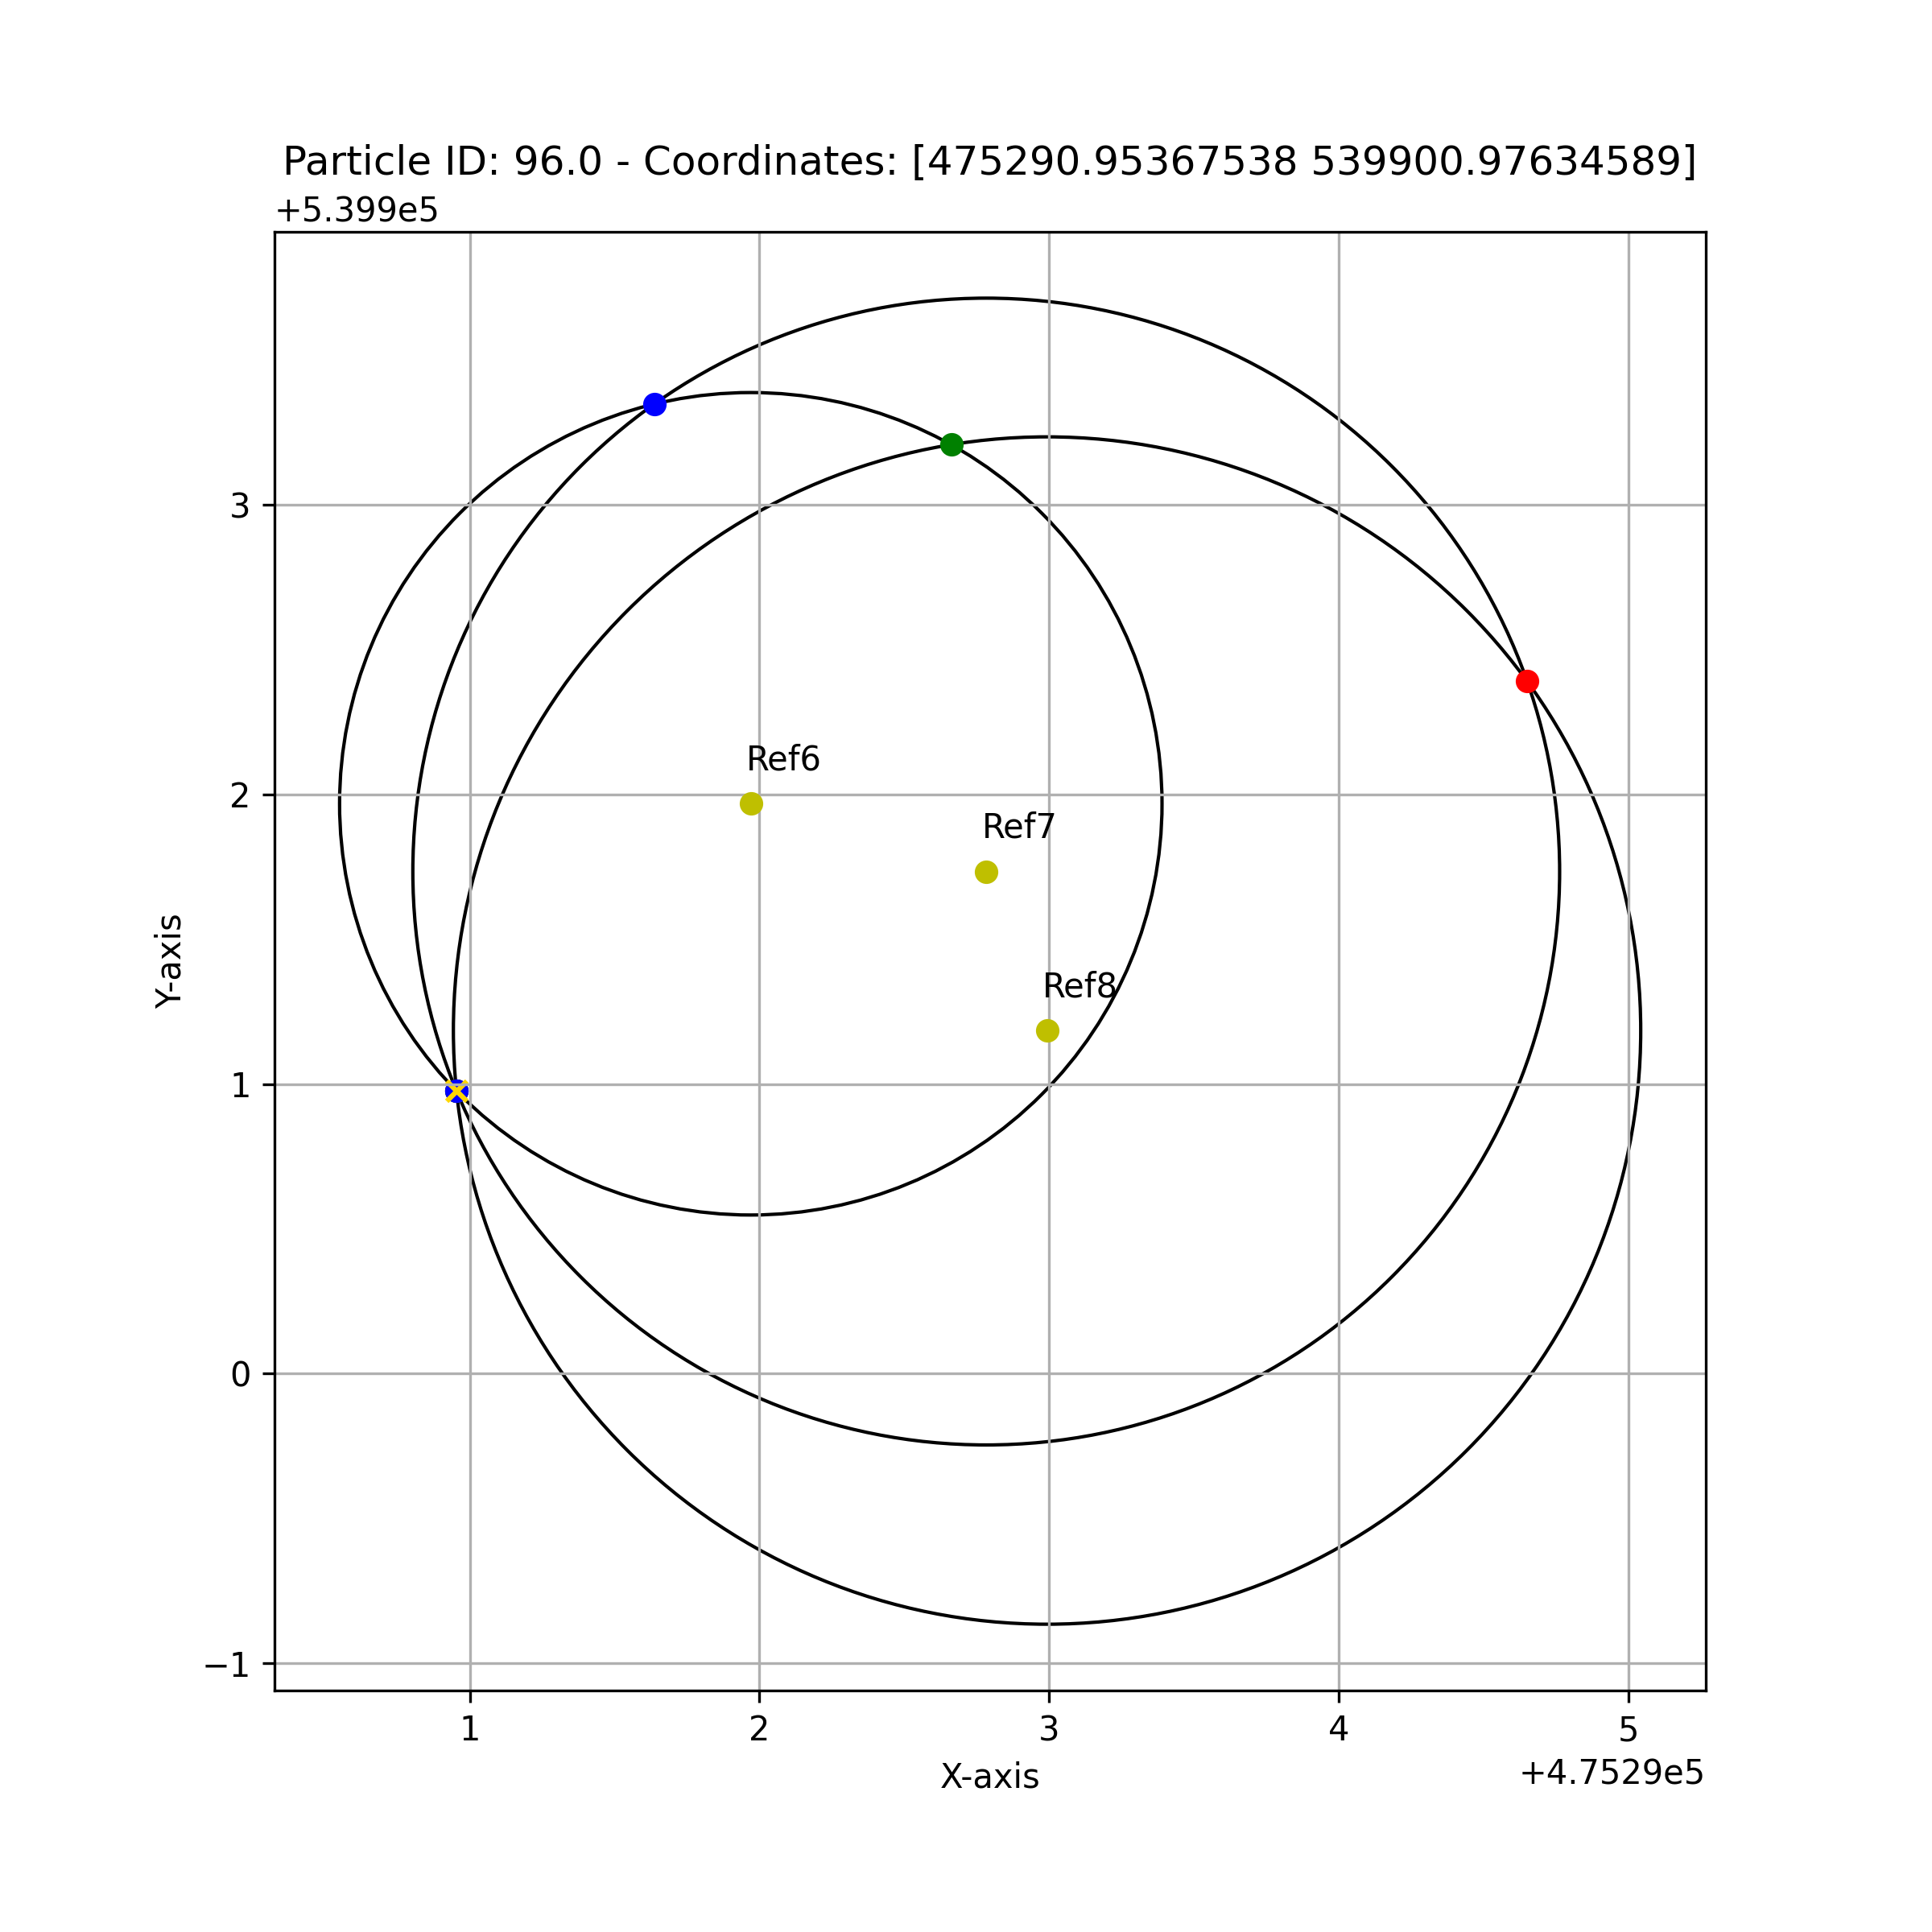 Particle ID: 96.0 - Coordinates: [475290.95367538 539900.97634589]
+5.399e5
3
Ref6
2
Ref7
Y-axis
Ref8
1
0
−1
1 2 3 4 5
X-axis
+4.7529e5